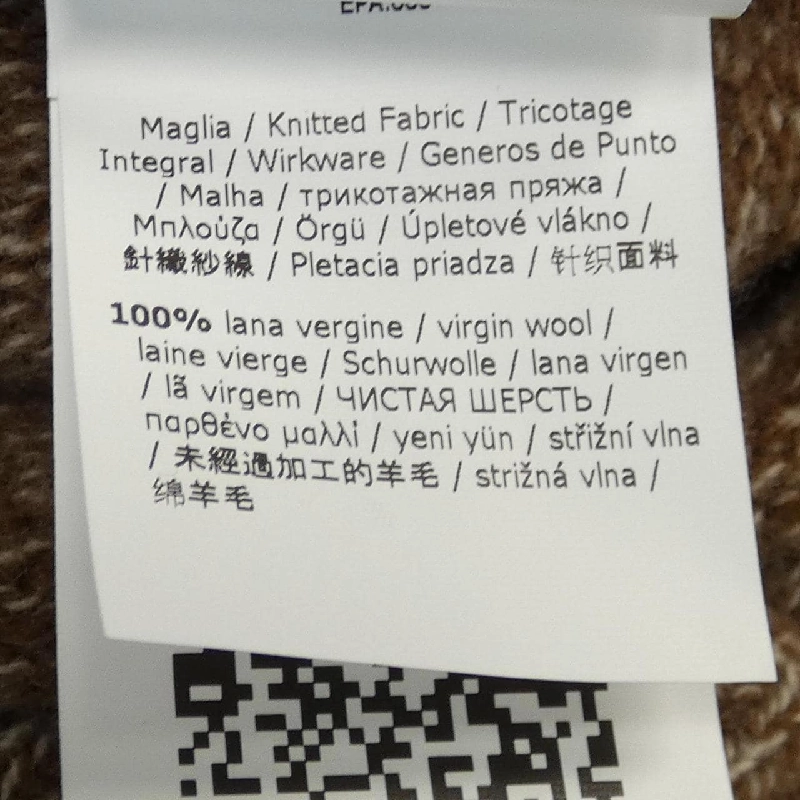 Maglia / Knitted Fabric / Tricotage
Integral / Wirkware / Generos de Punto
/ Malha / трикотажная пряжа /
Μπλούζα / Örgü / Úpletové vlákno /
針織紗線 / Pletacia priadza / 针织面料
100% lana vergine / virgin wool /
laine vierge / Schurwolle / lana virgen
/ lã virgem / ЧИСТАЯ ШЕРСТЬ /
παρθένο μαλλί / yeni yün / střižní vlna
/ 未經過加工的羊毛 / strižná vlna /
绵羊毛